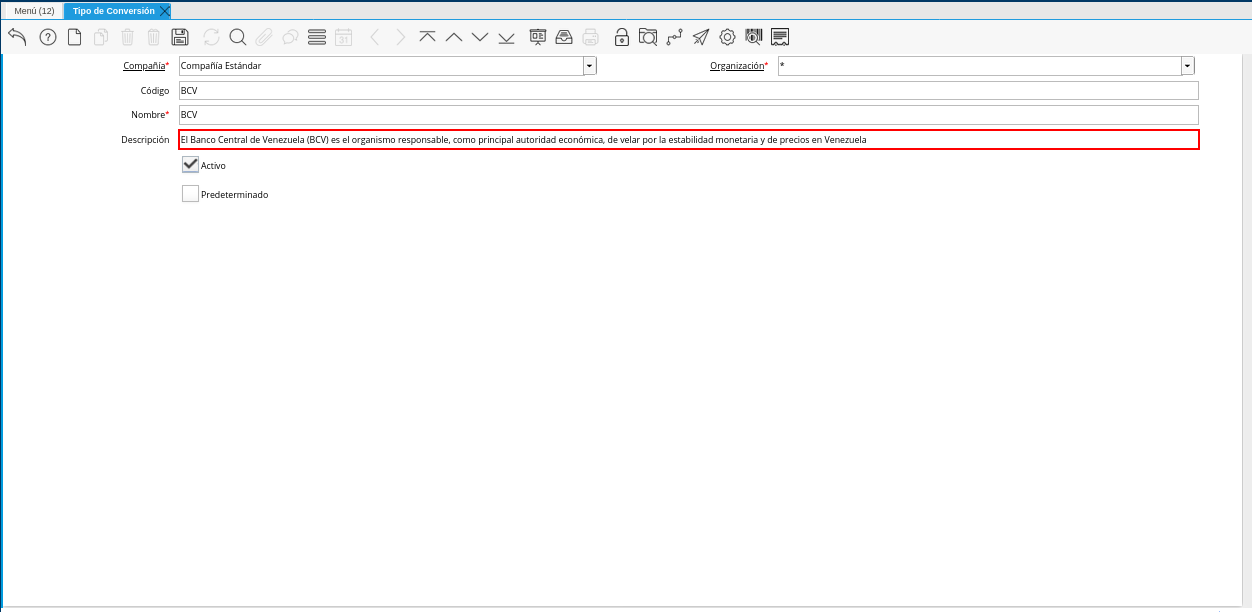 Menú (12) Tipo de Conversión
31
Compañía* Compañía Estándar Organización* *
Código BCV
Nombre* BCV
Descripción El Banco Central de Venezuela (BCV) es el organismo responsable, como principal autoridad económica, de velar por la estabilidad monetaria y de precios en Venezuela
Activo
Predeterminado